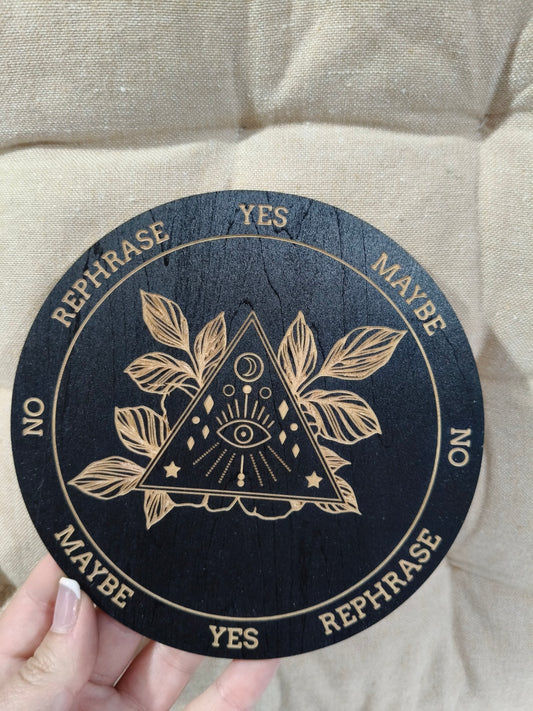 YES
MAYBE
NO
REPHRASE
YES
MAYBE
NO
REPHRASE